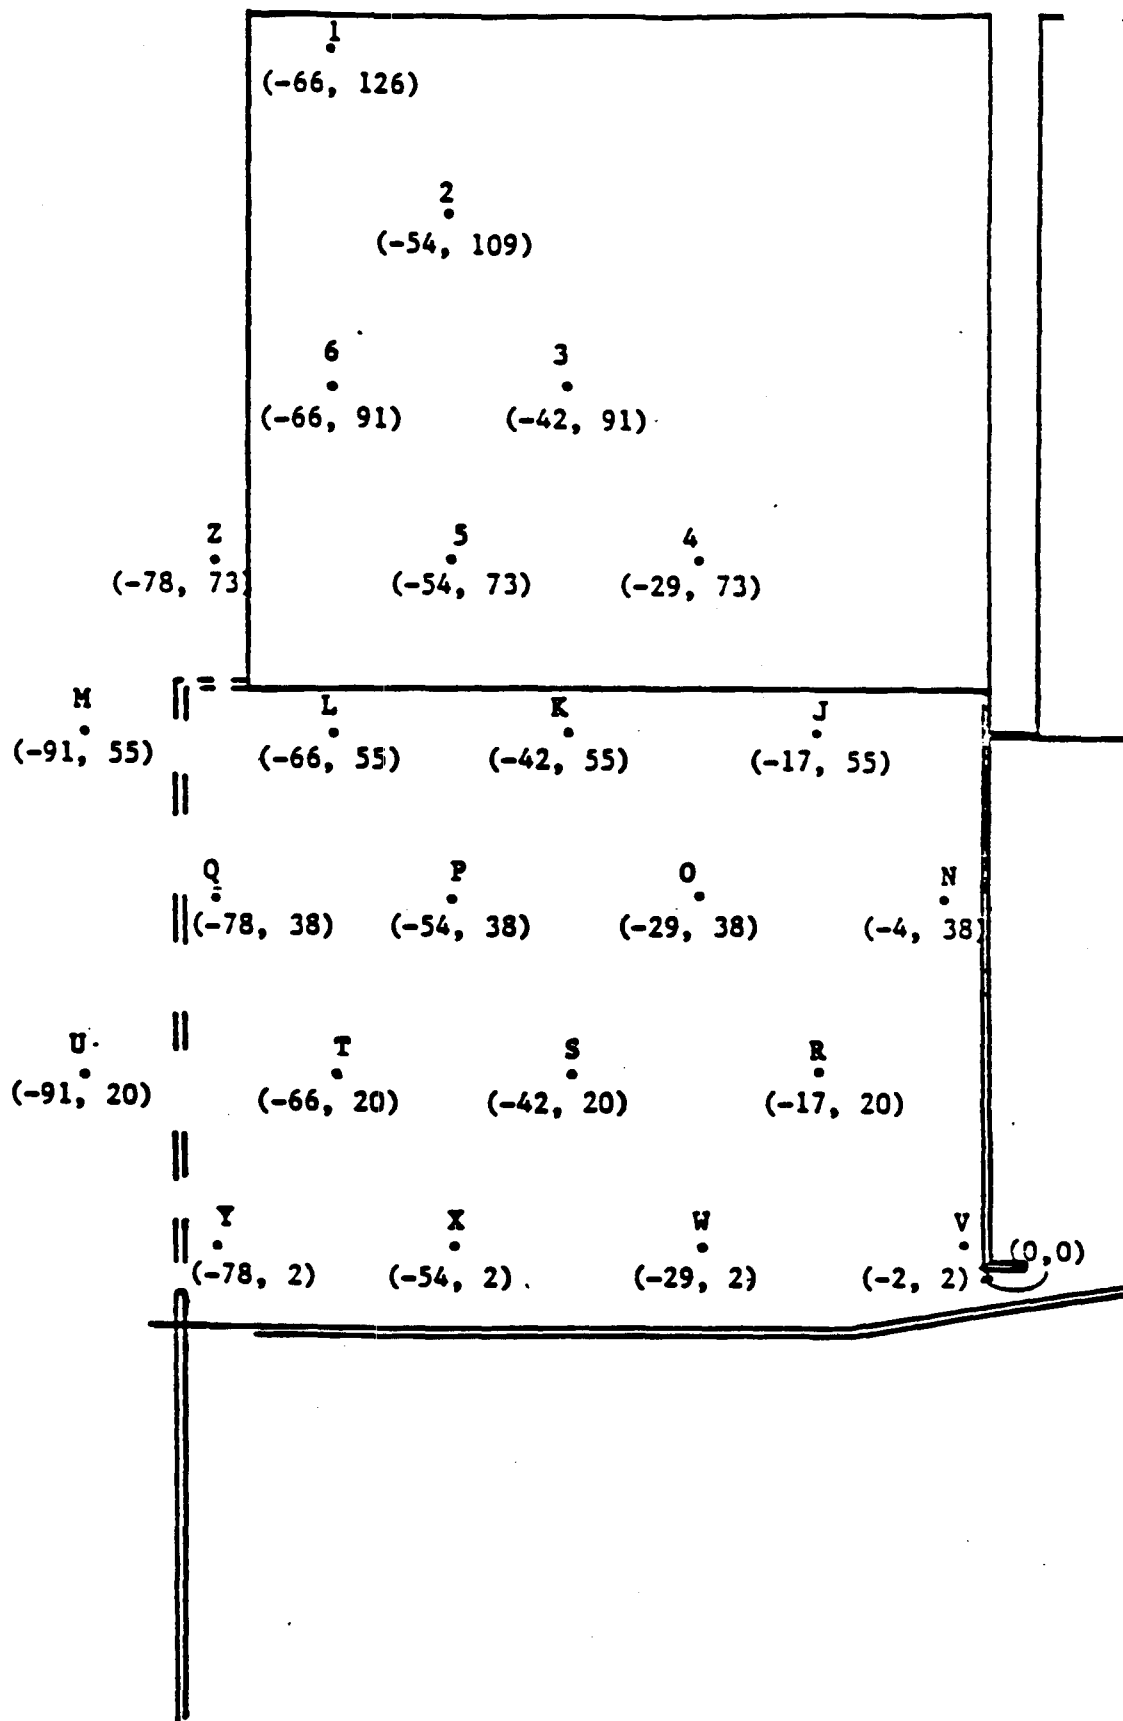 1
(-66, 126)
2
(-54, 109)
6 3
(-66, 91) (-42, 91)
Z 5 4
(-78, 73) (-54, 73) (-29, 73)
M L K J
(-91, 55) (-66, 55) (-42, 55) (-17, 55)
Q P O N
(-78, 38) (-54, 38) (-29, 38) (-4, 38)
U T S R
(-91, 20) (-66, 20) (-42, 20) (-17, 20)
Y X W V
(0,0)
(-78, 2) (-54, 2) (-29, 2) (-2, 2)